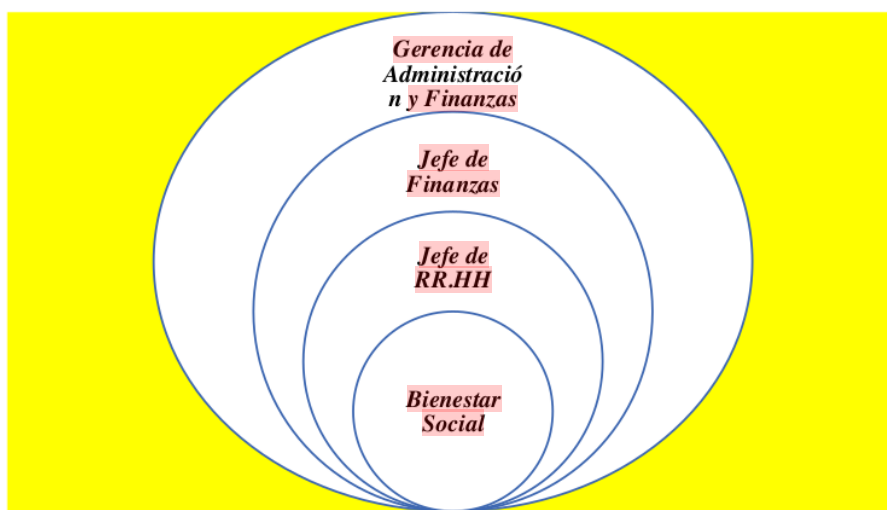 Gerencia de
Administració
n y Finanzas
Jefe de
Finanzas
Jefe de
RR.HH
Bienestar
Social